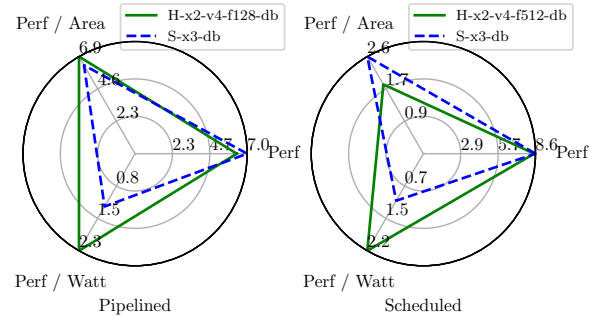 H-x2-v4-f128-db
S-x3-db
Perf / Area
6.9
4.6
2.3
2.3
4.7
7.0
Perf
0.8
1.5
2.3
Perf / Watt
Pipelined
H-x2-v4-f512-db
S-x3-db
Perf / Area
2.6
1.7
0.9
2.9
5.7
8.6
Perf
0.7
1.5
2.2
Perf / Watt
Scheduled